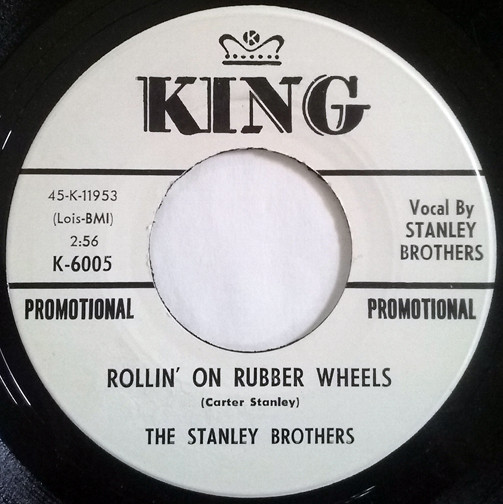 K
KING
45-K-11953
(Lois-BMI)
2:56
K-6005
Vocal By
STANLEY
BROTHERS
PROMOTIONAL
PROMOTIONAL
ROLLIN' ON RUBBER WHEELS
(Carter Stanley)
THE STANLEY BROTHERS